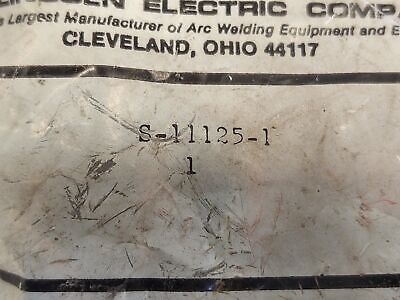 ELECTRIC COMPA
Largest Manufacturer of Arc Welding Equipment and E
CLEVELAND, OHIO 44117
S-11125-1
1